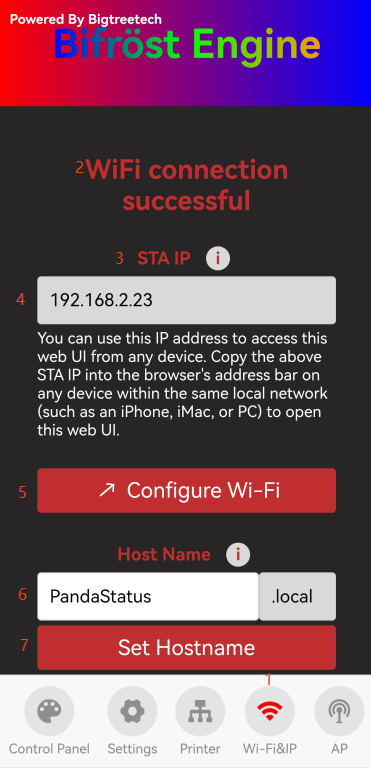 Powered By Bigtreetech
Bifröst Engine
2 WiFi connection
successful
3 STA IP i
4 192.168.2.23
You can use this IP address to access this
web UI from any device. Copy the above
STA IP into the browser's address bar on
any device within the same local network
(such as an iPhone, iMac, or PC) to open
this web UI.
5 ↗ Configure Wi-Fi
Host Name i
6 PandaStatus .local
7 Set Hostname
1
Control Panel Settings Printer Wi-Fi&IP AP